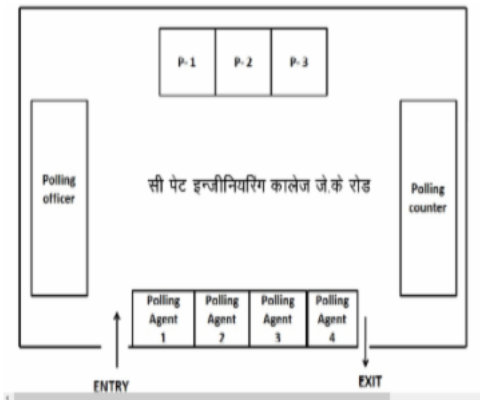 P-1 P-2 P-3
Polling
officer
सी पेट इन्जीनियरिंग कालेज जे.के रोड
Polling
counter
Polling
Agent
1
Polling
Agent
2
Polling
Agent
3
Polling
Agent
4
ENTRY
EXIT